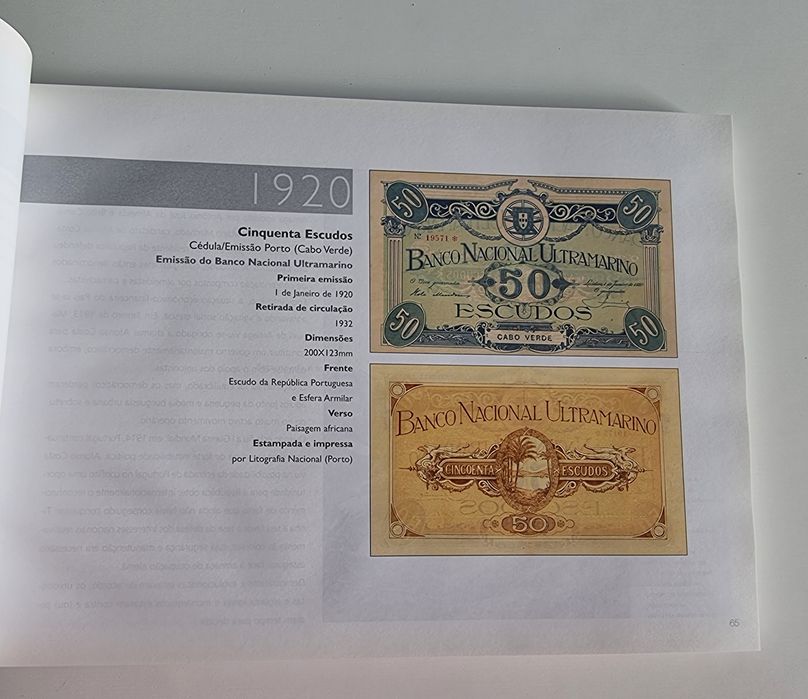 1920
Cinquenta Escudos
Cédula/Emissão Porto (Cabo Verde)
Emissão do Banco Nacional Ultramarino
Primeira emissão
1 de Janeiro de 1920
Retirada de circulação
1932
Dimensões
200X123mm
Frente
Escudo da República Portuguesa
e Esfera Armilar
Verso
Paisagem africana
Estampada e impressa
por Litografia Nacional (Porto)
50 50
Nº 19571 *
BANCO NACIONAL ULTRAMARINO
50
ESCUDOS
50 CABO VERDE 50
BANCO NACIONAL ULTRAMARINO
CINCOENTA ESCUDOS
50
65